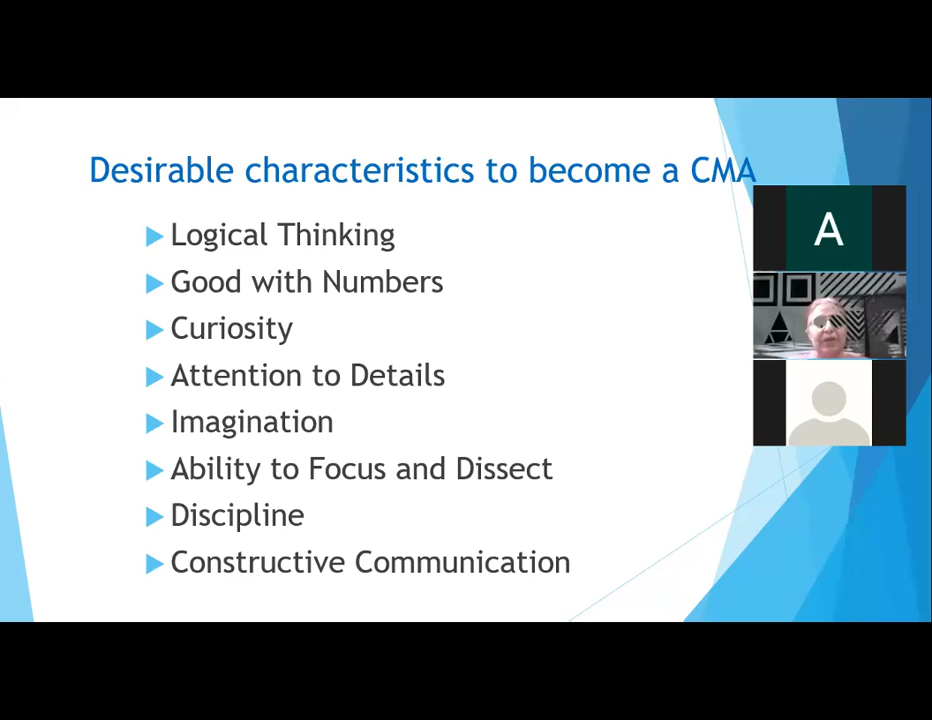 Desirable characteristics to become a CMA
Logical Thinking
Good with Numbers
Curiosity
Attention to Details
Imagination
Ability to Focus and Dissect
Discipline
Constructive Communication
A